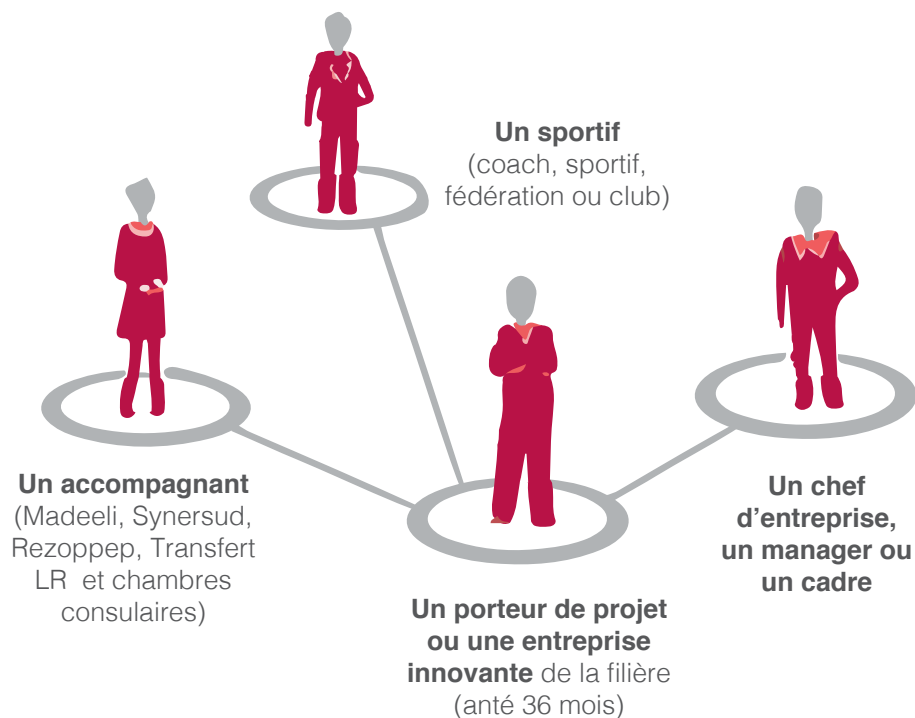 Un sportif
(coach, sportif,
fédération ou club)
Un accompagnant
(Madeeli, Synersud,
Rezoppep, Transfert
LR et chambres
consulaires)
Un porteur de projet
ou une entreprise
innovante de la filière
(anté 36 mois)
Un chef
d'entreprise,
un manager ou
un cadre